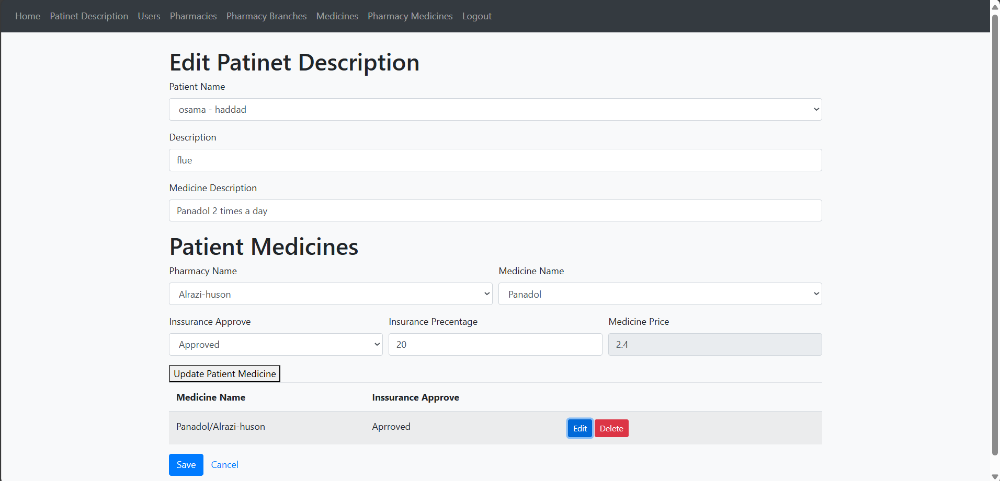 Home Patinet Description Users Pharmacies Pharmacy Branches Medicines Pharmacy Medicines Logout
Edit Patinet Description
Patient Name
osama - haddad
Description
flue
Medicine Description
Panadol 2 times a day
Patient Medicines
Pharmacy Name Medicine Name
Alrazi-huson Panadol
Inssurance Approve Insurance Precentage Medicine Price
Approved 20 2.4
Update Patient Medicine
Medicine Name Inssurance Approve
Panadol/Alrazi-huson Aprroved Edit Delete
Save Cancel